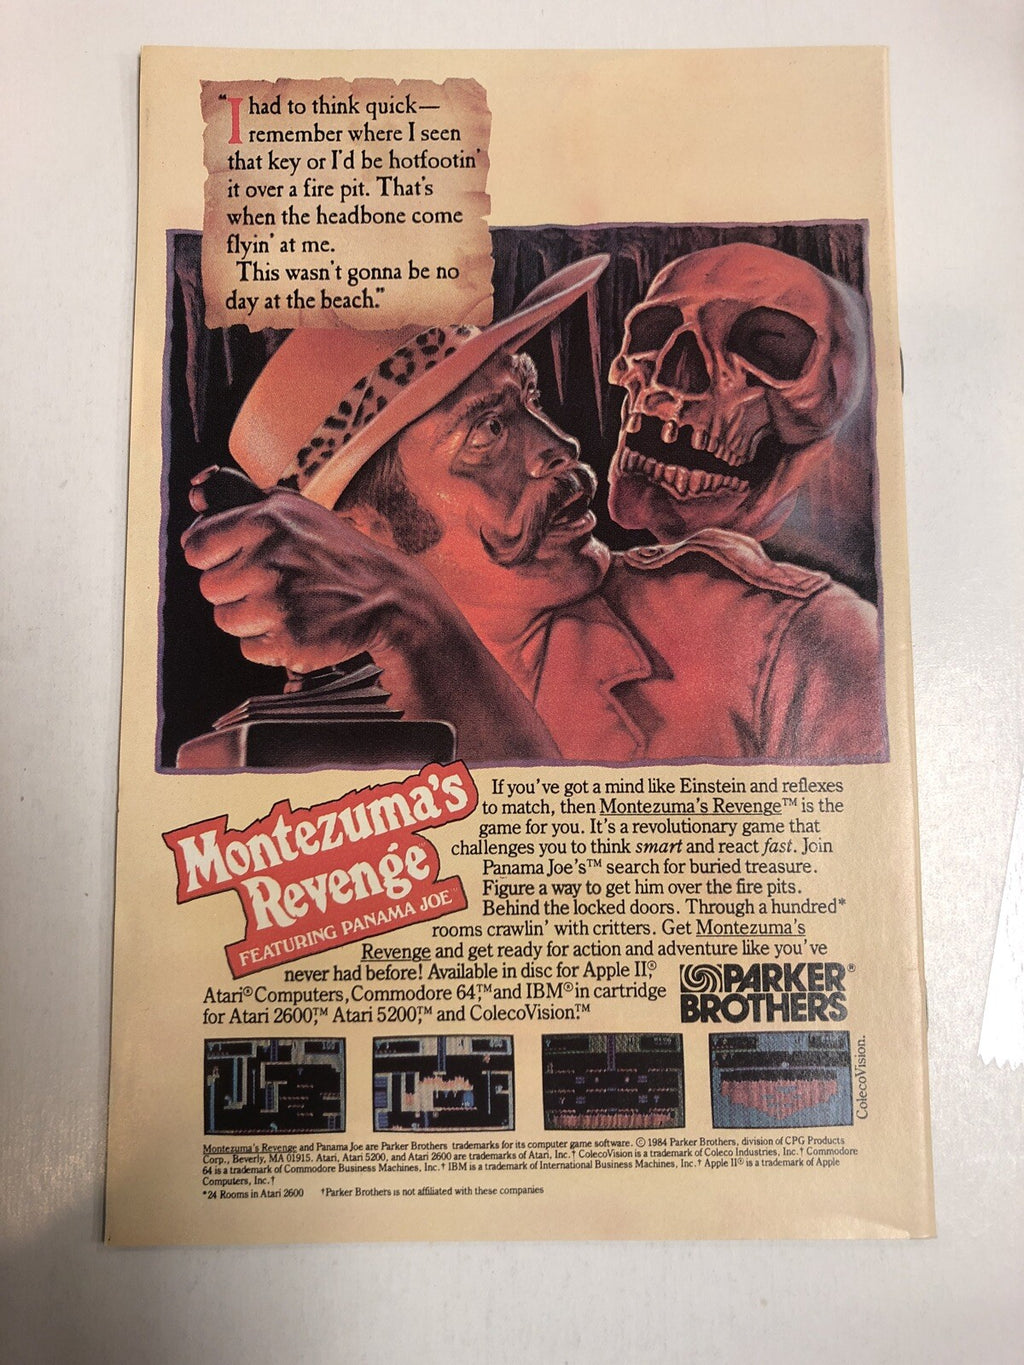 "I had to think quick—
remember where I seen
that key or I'd be hotfootin'
it over a fire pit. That's
when the headbone come
flyin' at me.
This wasn't gonna be no
day at the beach."
Montezuma's
Revenge
FEATURING PANAMA JOE™
If you've got a mind like Einstein and reflexes
to match, then Montezuma's Revenge™ is the
game for you. It's a revolutionary game that
challenges you to think smart and react fast. Join
Panama Joe's™ search for buried treasure.
Figure a way to get him over the fire pits.
Behind the locked doors. Through a hundred*
rooms crawlin' with critters. Get Montezuma's
Revenge and get ready for action and adventure like you've
never had before! Available in disc for Apple II,®
Atari® Computers, Commodore 64,™ and IBM® in cartridge
for Atari 2600,™ Atari 5200,™ and ColecoVision.™
PARKER®
BROTHERS
ColecoVision.
Montezuma's Revenge and Panama Joe are Parker Brothers trademarks for its computer game software. © 1984 Parker Brothers, division of CPG Products
Corp., Beverly, MA 01915. Atari, Atari 5200, and Atari 2600 are trademarks of Atari, Inc.† ColecoVision is a trademark of Coleco Industries, Inc.† Commodore
64 is a trademark of Commodore Business Machines, Inc.† IBM is a trademark of International Business Machines, Inc.† Apple II® is a trademark of Apple
Computers, Inc.†
*24 Rooms in Atari 2600 †Parker Brothers is not affiliated with these companies